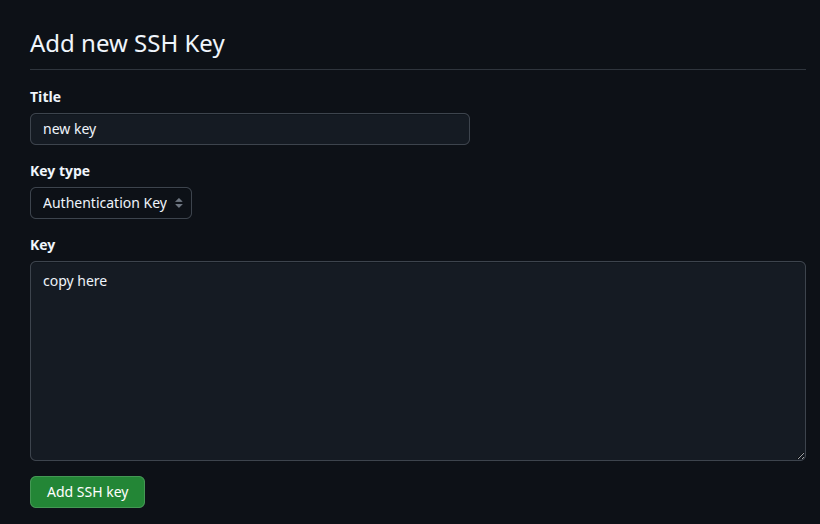 Add new SSH Key
Title
new key
Key type
Authentication Key
Key
copy here
Add SSH key